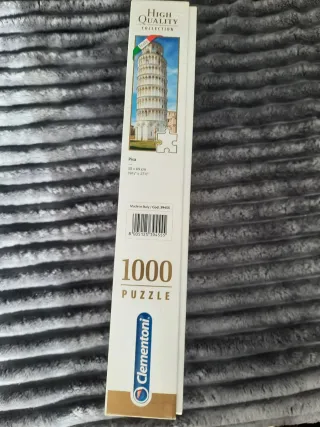 HIGH
QUALITY
COLLECTION
Pisa
1000
PUZZLE
Clementoni